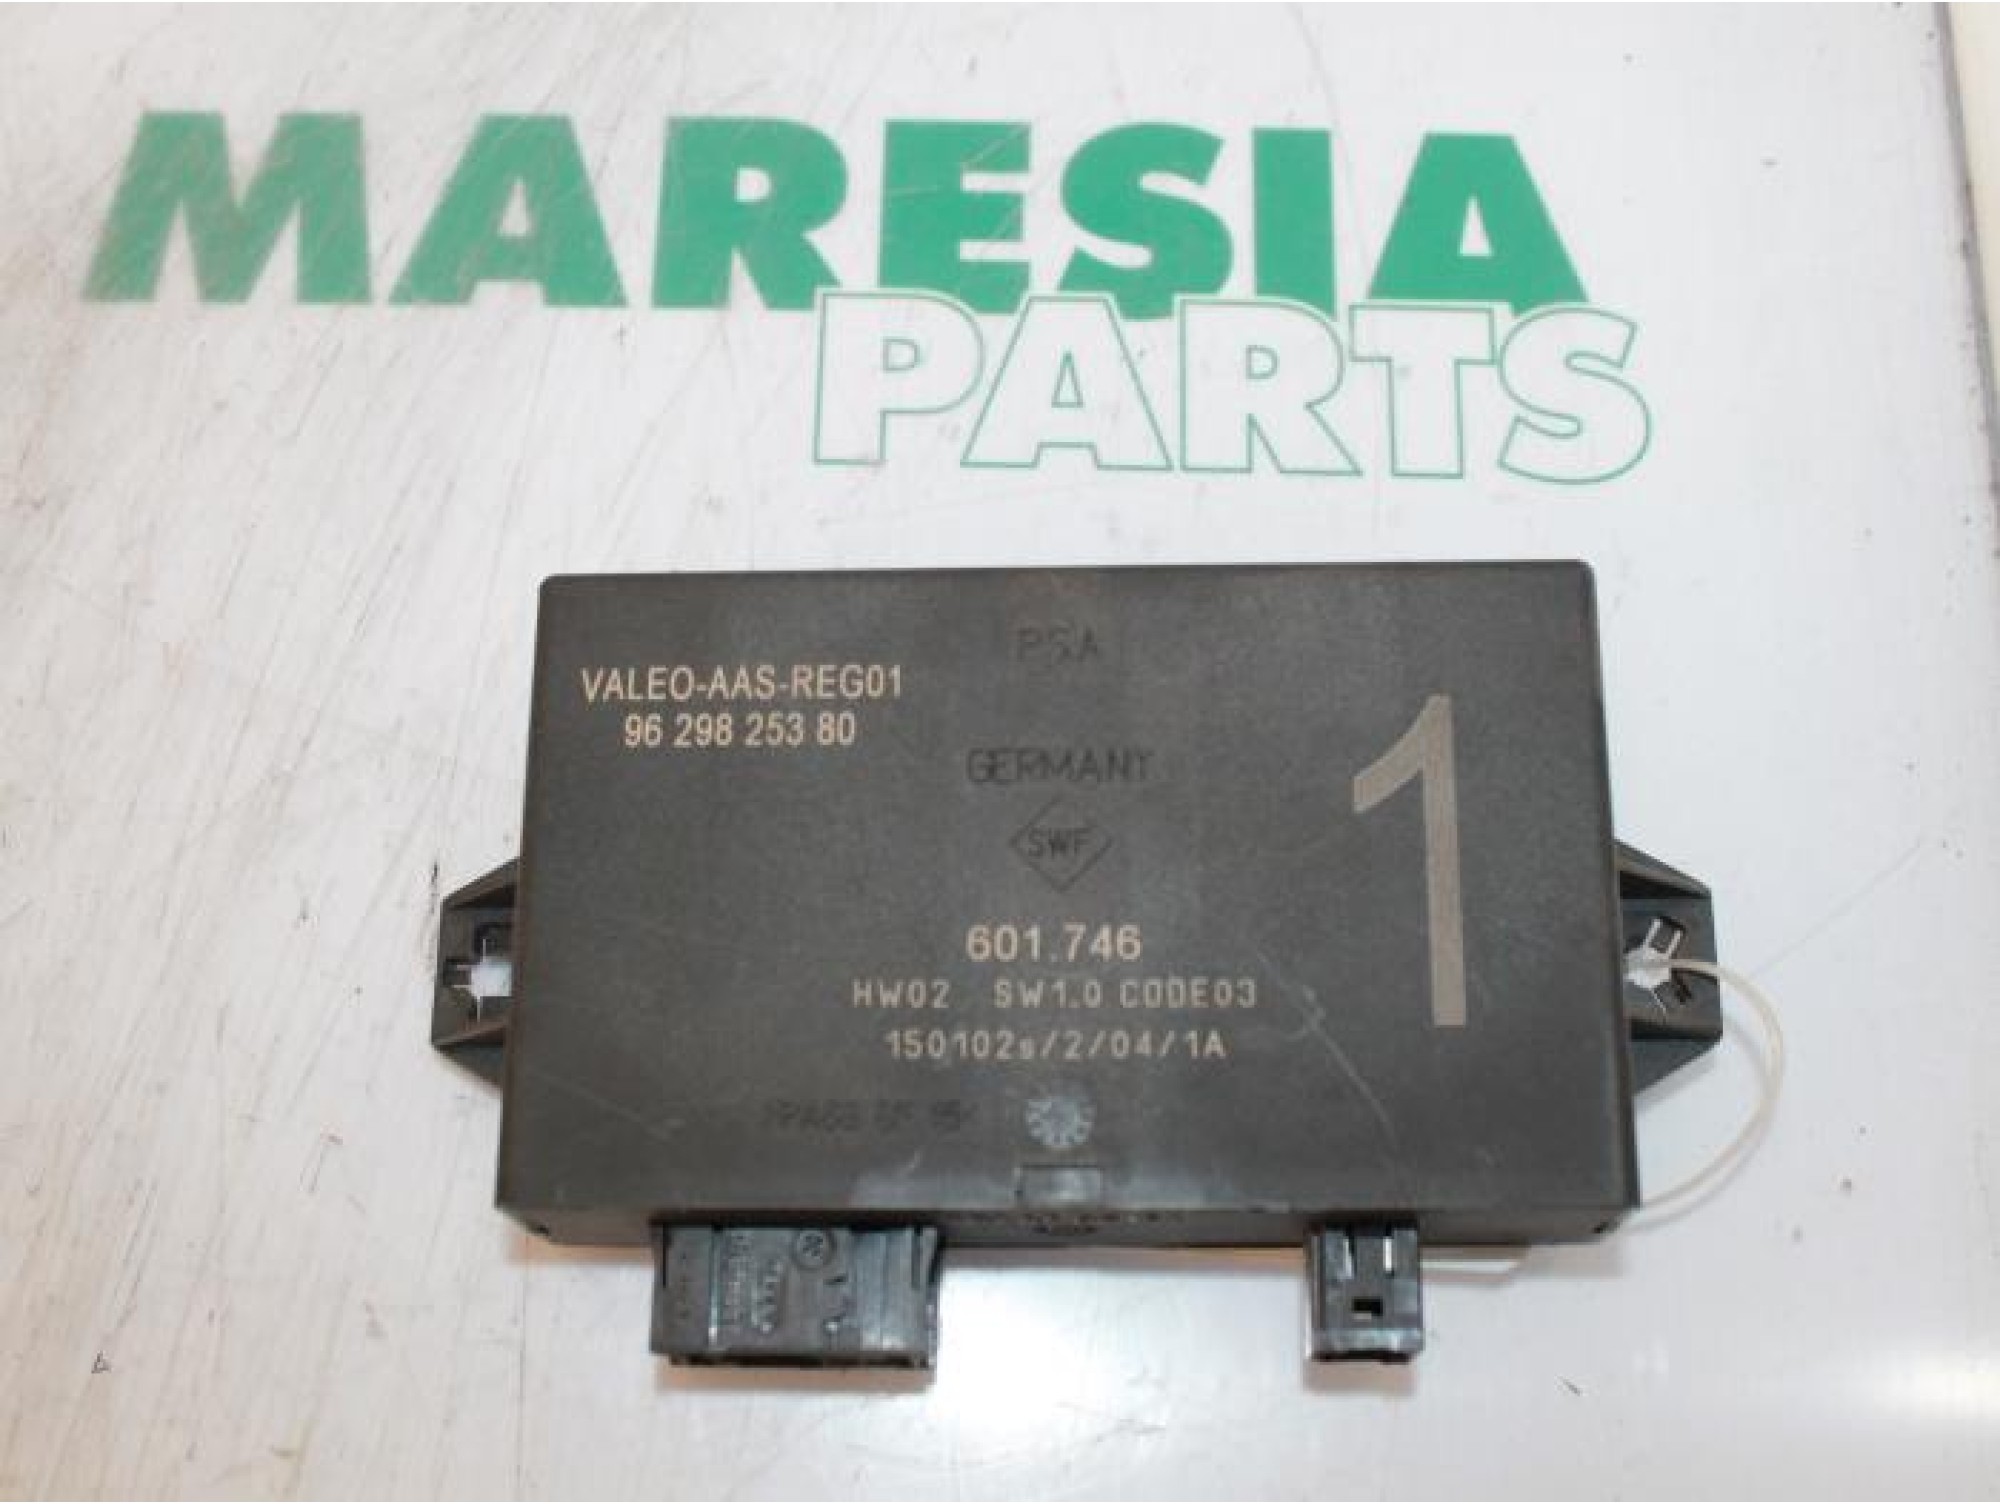 MARESIA
PARTS
PSA
VALEO-AAS-REG01
96 298 253 80
GERMANY
SWF
1
601.746
HW02 SW1.0 CODE03
150102s/2/04/1A